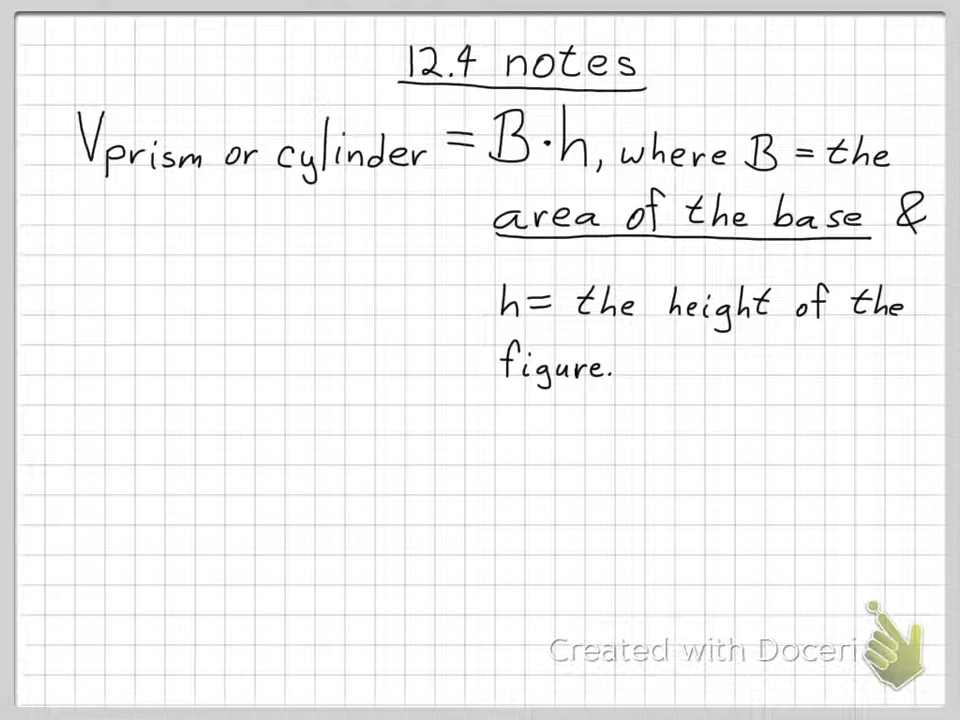 12.4 notes
V prism or cylinder = B·h, where B = the
area of the base &
h = the height of the
figure.
Created with Doceri